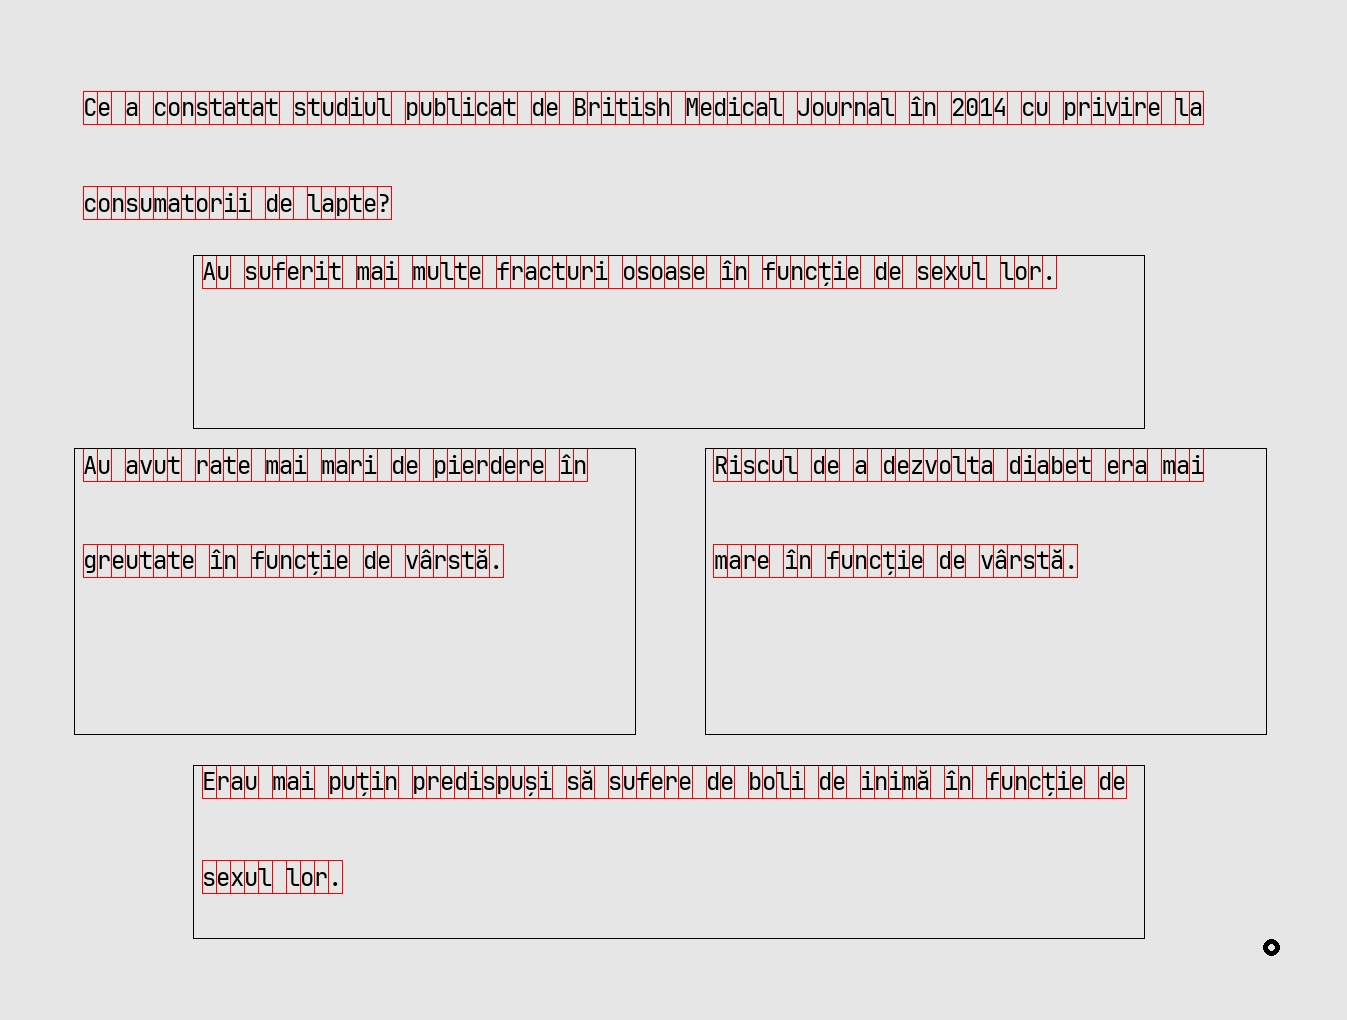 Ce a constatat studiul publicat de British Medical Journal în 2014 cu privire la
consumatorii de lapte?
Au suferit mai multe fracturi osoase în funcție de sexul lor.
Au avut rate mai mari de pierdere în
greutate în funcție de vârstă.
Riscul de a dezvolta diabet era mai
mare în funcție de vârstă.
Erau mai puțin predispuși să sufere de boli de inimă în funcție de
sexul lor.